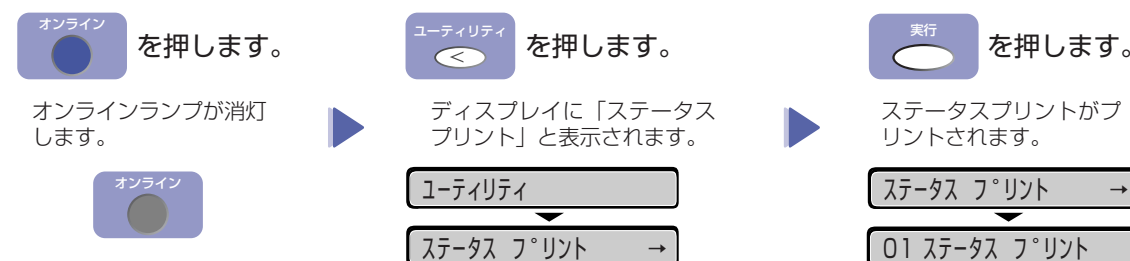 オンライン
を押します。
オンラインランプが消灯
します。
オンライン
ユーティリティ
<
を押します。
ディスプレイに「ステータス
プリント」と表示されます。
ユーティリティ
ステータス プリント →
実行
を押します。
ステータスプリントがプ
リントされます。
ステータス プリント →
01 ステータス プリント